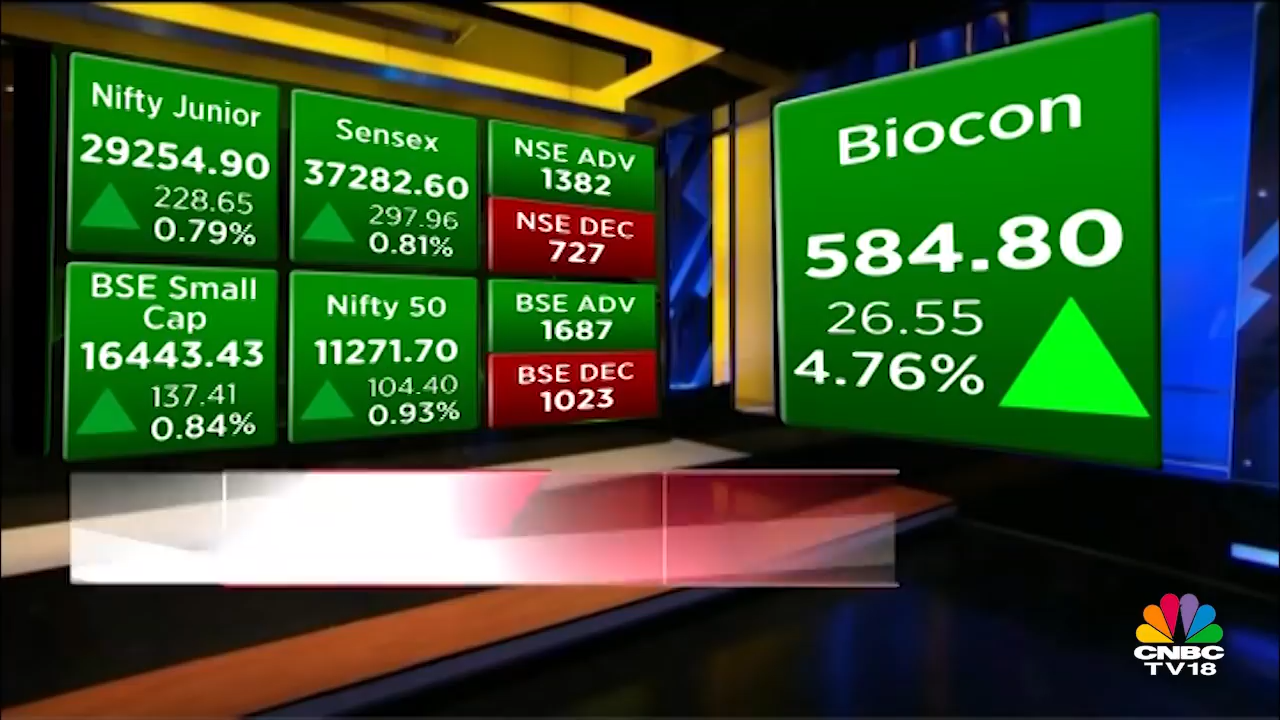 Nifty Junior
29254.90
228.65
0.79%
Sensex
37282.60
297.96
0.81%
NSE ADV
1382
NSE DEC
727
BSE Small
Cap
16443.43
137.41
0.84%
Nifty 50
11271.70
104.40
0.93%
BSE ADV
1687
BSE DEC
1023
Biocon
584.80
26.55
4.76%
CNBC
TV18